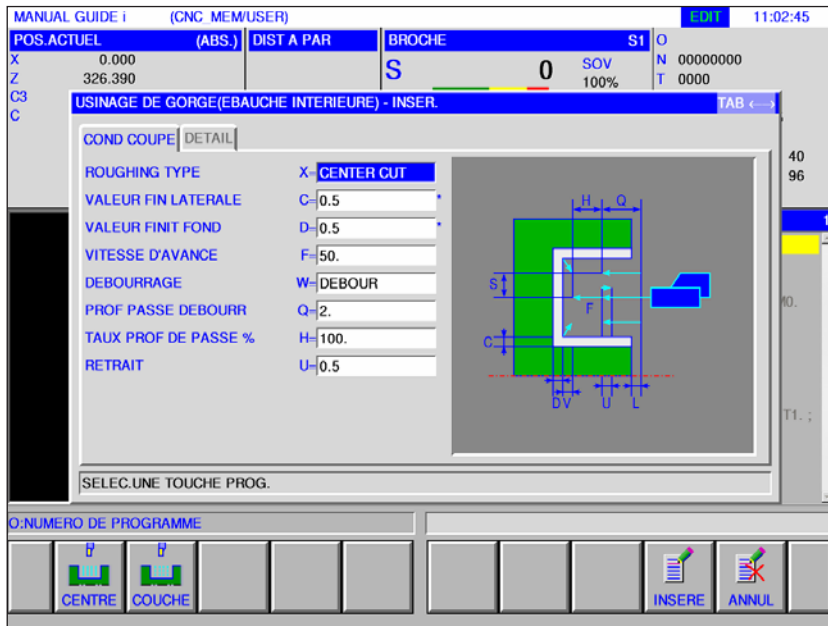 MANUAL GUIDE i (CNC_MEM/USER) EDIT 11:02:45
POS.ACTUEL (ABS.) DIST A PAR BROCHE S1 O
X 0.000 N 00000000
Z 326.390 S 0 SOV 100% T 0000
C3
C
USINAGE DE GORGE(EBAUCHE INTERIEURE) - INSER. TAB
COND COUPE DETAIL
ROUGHING TYPE X= CENTER CUT
VALEUR FIN LATERALE C= 0.5 *
VALEUR FINIT FOND D= 0.5 *
VITESSE D'AVANCE F= 50.
DEBOURRAGE W= DEBOUR
PROF PASSE DEBOURR Q= 2.
TAUX PROF DE PASSE % H= 100.
RETRAIT U= 0.5
H Q
S
F
C
D V U L
40
96
1
M0.
T1. ;
SELEC.UNE TOUCHE PROG.
O:NUMERO DE PROGRAMME
CENTRE COUCHE INSERE ANNUL